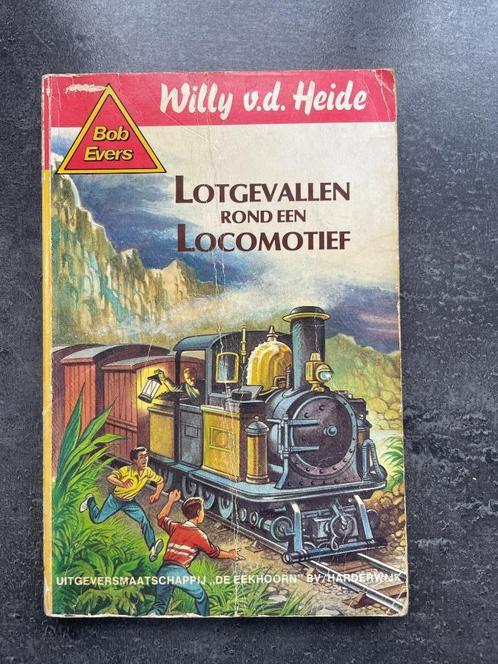 Willy v.d. Heide
Bob
Evers
LOTGEVALLEN
ROND EEN
LOCOMOTIEF
UITGEVERSMAATSCHAPPIJ „DE EEKHOORN" BV/HARDERWIJK